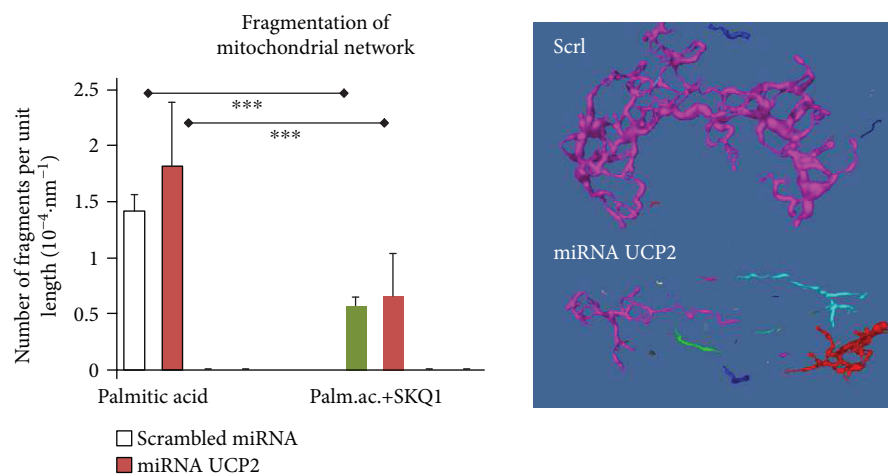 Fragmentation of
mitochondrial network
Number of fragments per unit
length (10⁻⁴·nm⁻¹)
2.5
2
1.5
1
0.5
0
***
***
Palmitic acid
Palm.ac.+SKQ1
Scrambled miRNA
miRNA UCP2
Scrl
miRNA UCP2